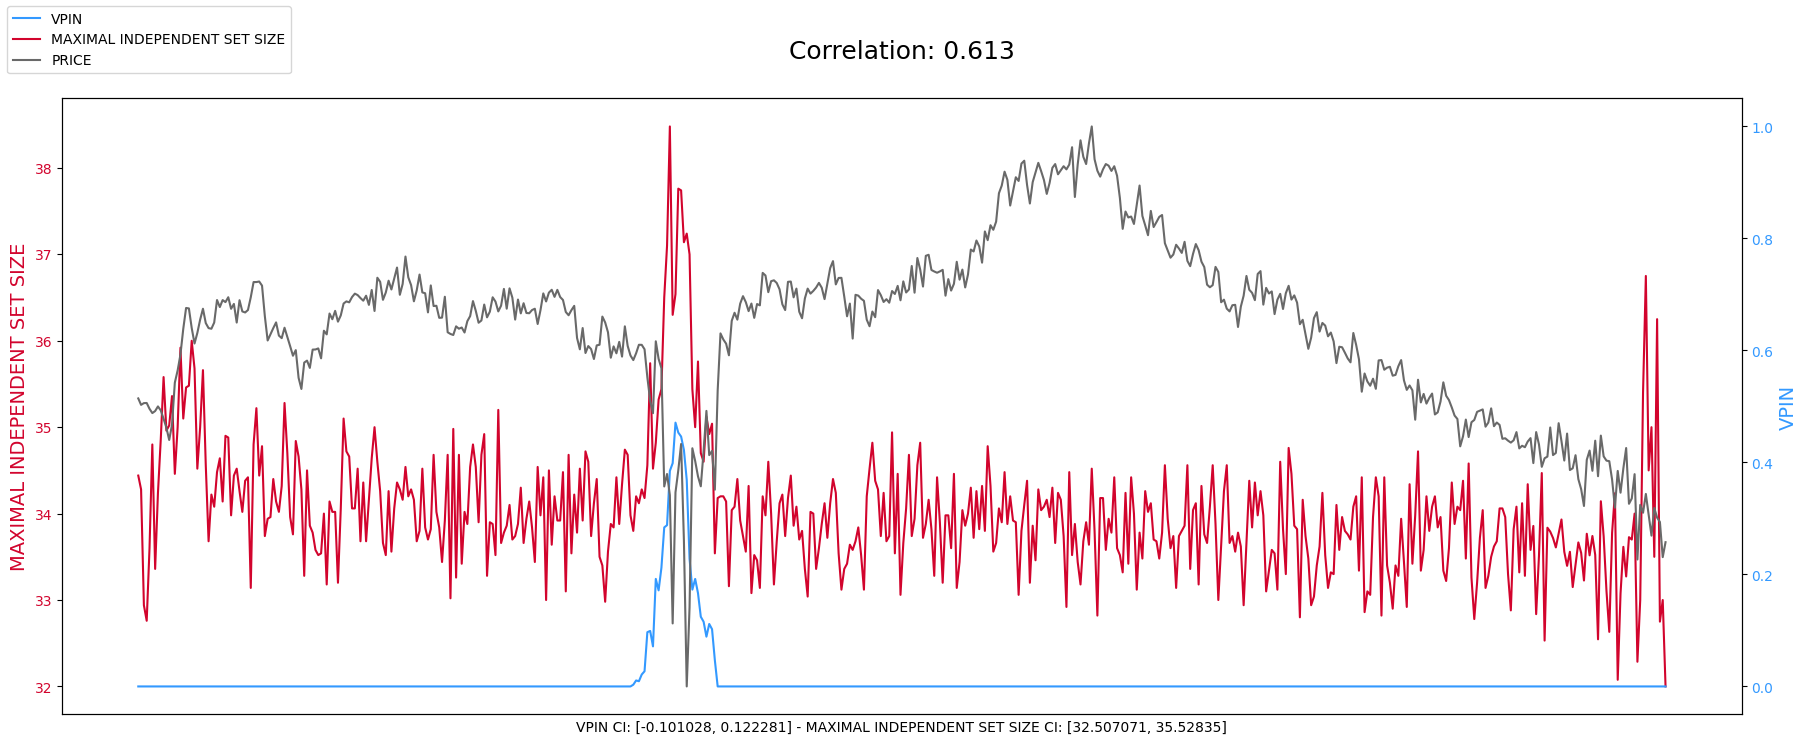 VPIN
MAXIMAL INDEPENDENT SET SIZE
PRICE
Correlation: 0.613
MAXIMAL INDEPENDENT SET SIZE
38
37
36
35
34
33
32
1.0
0.8
0.6
0.4
0.2
0.0
VPIN
VPIN CI: [-0.101028, 0.122281] - MAXIMAL INDEPENDENT SET SIZE CI: [32.507071, 35.52835]